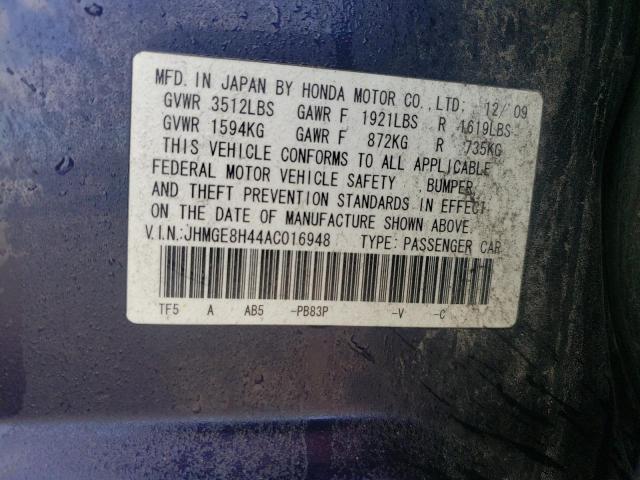 MFD. IN JAPAN BY HONDA MOTOR CO.,LTD. 12/'09
GVWR 3512LBS GAWR F 1921LBS R 1619LBS
GVWR 1594KG GAWR F 872KG R 735KG
THIS VEHICLE CONFORMS TO ALL APPLICABLE
FEDERAL MOTOR VEHICLE SAFETY BUMPER,
AND THEFT PREVENTION STANDARDS IN EFFECT
ON THE DATE OF MANUFACTURE SHOWN ABOVE.
V.I.N.:JHMGE8H44AC016948 TYPE: PASSENGER CAR
TF5 A AB5 -PB83P -V -C